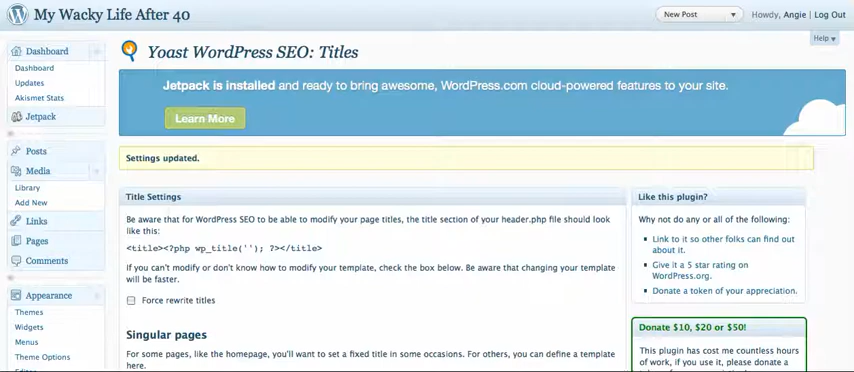 My Wacky Life After 40
New Post
Howdy, Angie | Log Out
Help
Dashboard
Dashboard
Updates
Akismet Stats
Jetpack
Posts
Media
Library
Add New
Links
Pages
Comments
Appearance
Themes
Widgets
Menus
Theme Options
Yoast WordPress SEO: Titles
Jetpack is installed and ready to bring awesome, WordPress.com cloud-powered features to your site.
Learn More
Settings updated.
Title Settings
Be aware that for WordPress SEO to be able to modify your page titles, the title section of your header.php file should look
like this:
<title><?php wp_title(''); ?></title>
If you can't modify or don't know how to modify your template, check the box below. Be aware that changing your template
will be faster.
Force rewrite titles
Singular pages
For some pages, like the homepage, you'll want to set a fixed title in some occasions. For others, you can define a template
here.
Like this plugin?
Why not do any or all of the following:
Link to it so other folks can find out
about it.
Give it a 5 star rating on
WordPress.org.
Donate a token of your appreciation.
Donate $10, $20 or $50!
This plugin has cost me countless hours
of work, if you use it, please donate a